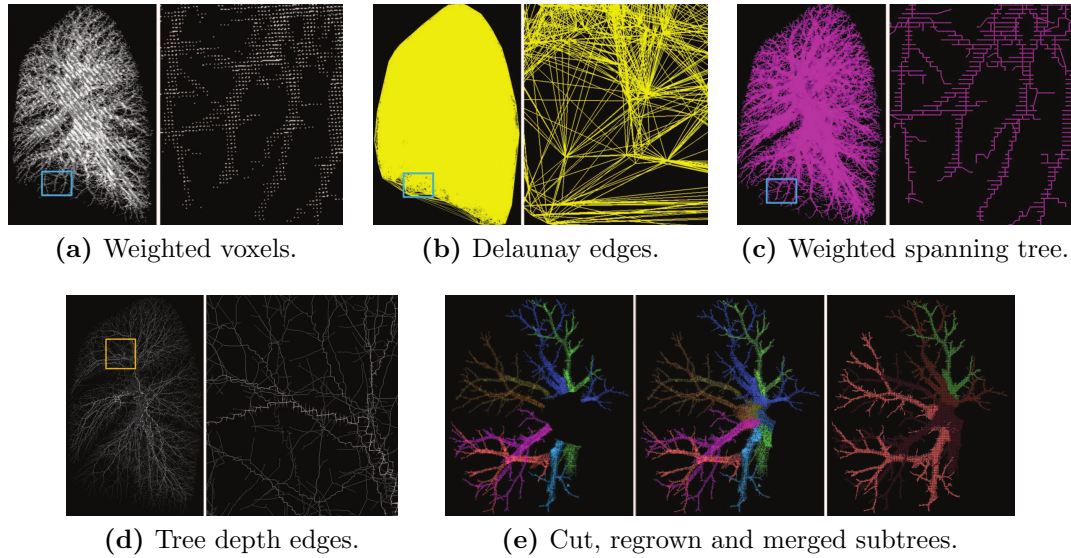 (a) Weighted voxels.
(b) Delaunay edges.
(c) Weighted spanning tree.
(d) Tree depth edges.
(e) Cut, regrown and merged subtrees.